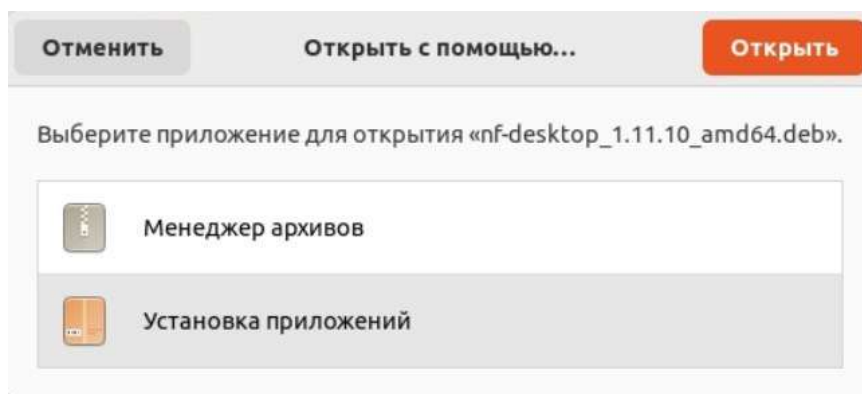 Отменить Открыть с помощью... Открыть
Выберите приложение для открытия «nf-desktop_1.11.10_amd64.deb».
Менеджер архивов
Установка приложений